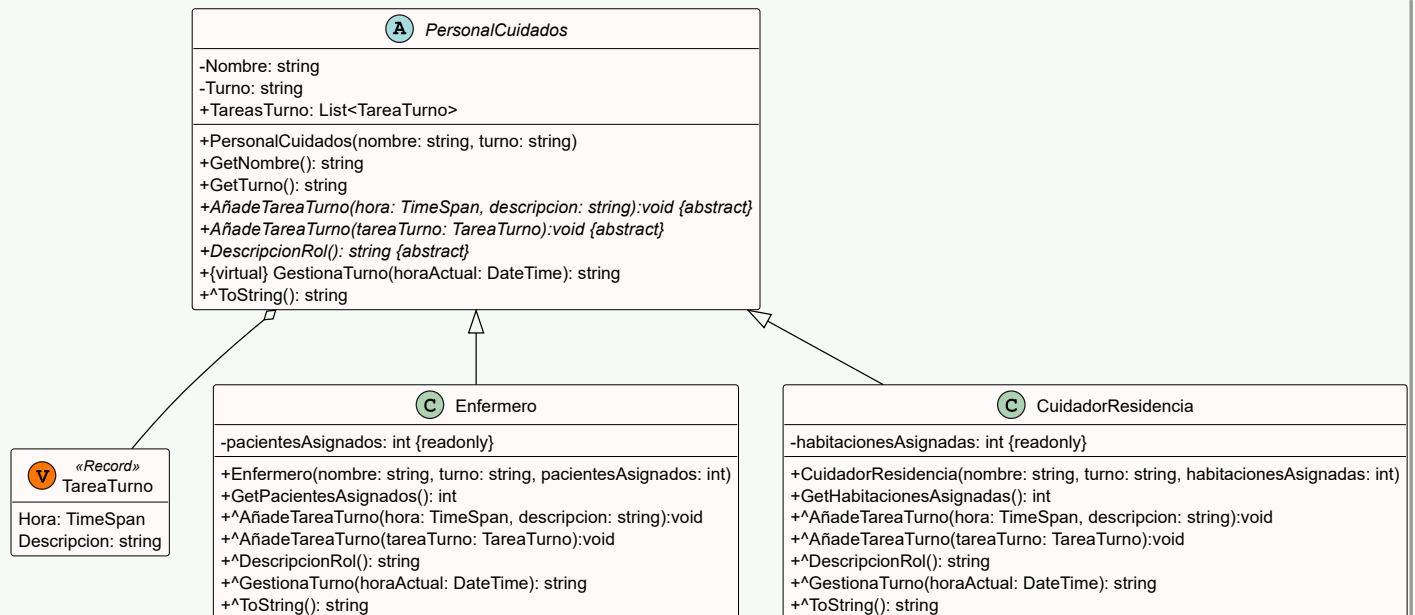 A PersonalCuidados
-Nombre: string
-Turno: string
+TareasTurno: List<TareaTurno>
+PersonalCuidados(nombre: string, turno: string)
+GetNombre(): string
+GetTurno(): string
+AñadeTareaTurno(hora: TimeSpan, descripcion: string):void {abstract}
+AñadeTareaTurno(tareaTurno: TareaTurno):void {abstract}
+DescripcionRol(): string {abstract}
+{virtual} GestionaTurno(horaActual: DateTime): string
+^ToString(): string
V «Record»
TareaTurno
Hora: TimeSpan
Descripcion: string
C Enfermero
-pacientesAsignados: int {readonly}
+Enfermero(nombre: string, turno: string, pacientesAsignados: int)
+GetPacientesAsignados(): int
+^AñadeTareaTurno(hora: TimeSpan, descripcion: string):void
+^AñadeTareaTurno(tareaTurno: TareaTurno):void
+^DescripcionRol(): string
+^GestionaTurno(horaActual: DateTime): string
+^ToString(): string
C CuidadorResidencia
-habitacionesAsignadas: int {readonly}
+CuidadorResidencia(nombre: string, turno: string, habitacionesAsignadas: int)
+GetHabitacionesAsignadas(): int
+^AñadeTareaTurno(hora: TimeSpan, descripcion: string):void
+^AñadeTareaTurno(tareaTurno: TareaTurno):void
+^DescripcionRol(): string
+^GestionaTurno(horaActual: DateTime): string
+^ToString(): string